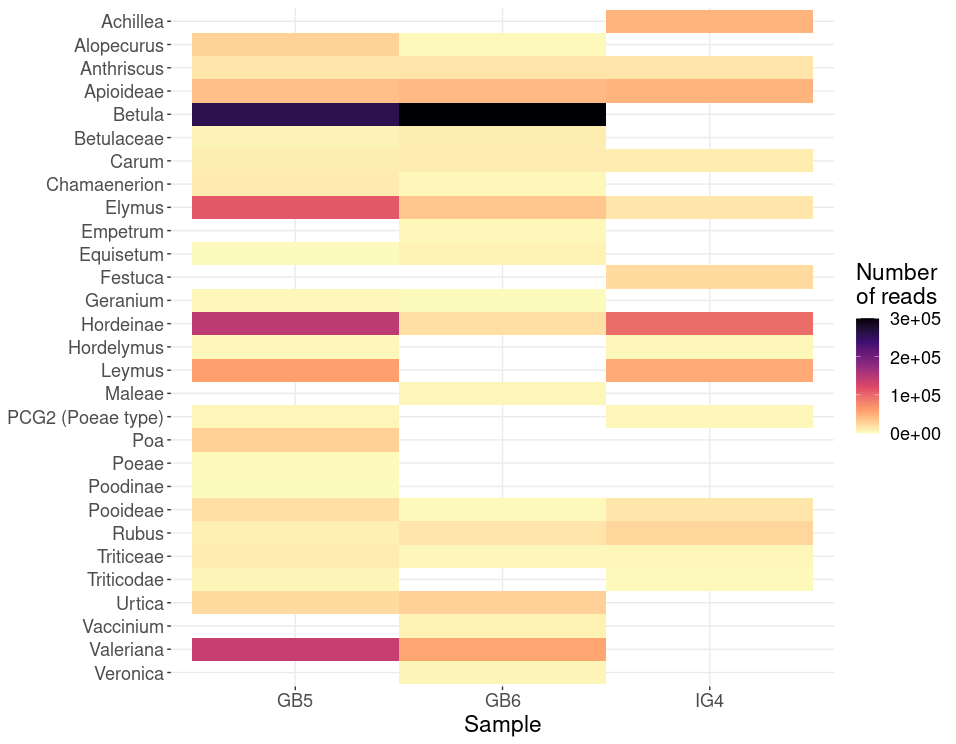 Achillea
Alopecurus
Anthriscus
Apioideae
Betula
Betulaceae
Carum
Chamaenerion
Elymus
Empetrum
Equisetum
Festuca
Geranium
Hordeinae
Hordelymus
Leymus
Maleae
PCG2 (Poeae type)
Poa
Poeae
Poodinae
Pooideae
Rubus
Triticeae
Triticodae
Urtica
Vaccinium
Valeriana
Veronica
GB5
GB6
IG4
Sample
Number
of reads
3e+05
2e+05
1e+05
0e+00